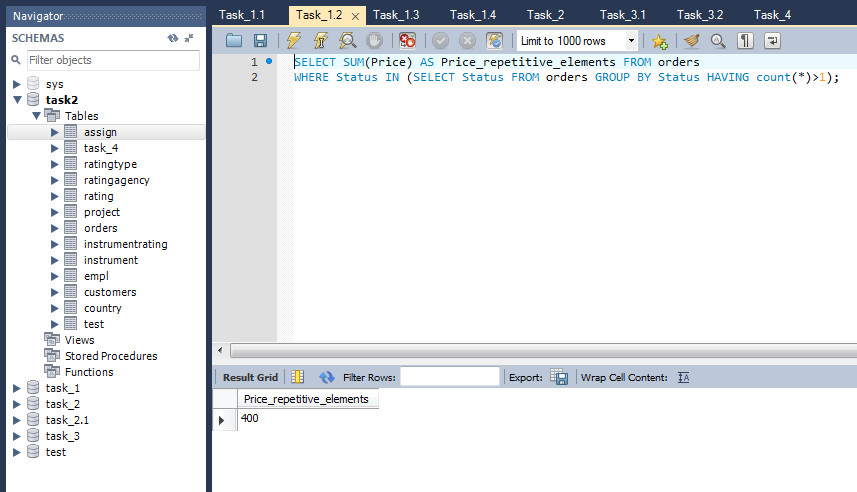 Navigator
SCHEMAS
Filter objects
sys
task2
Tables
assign
task_4
ratingtype
ratingagency
rating
project
orders
instrumentrating
instrument
empl
customers
country
test
Views
Stored Procedures
Functions
task_1
task_2
task_2.1
task_3
test
Task_1.1
Task_1.2
Task_1.3
Task_1.4
Task_2
Task_3.1
Task_3.2
Task_4
Limit to 1000 rows
1 SELECT SUM(Price) AS Price_repetitive_elements FROM orders
2 WHERE Status IN (SELECT Status FROM orders GROUP BY Status HAVING count(*)>1);
Result Grid
Filter Rows:
Export:
Wrap Cell Content:
Price_repetitive_elements
400